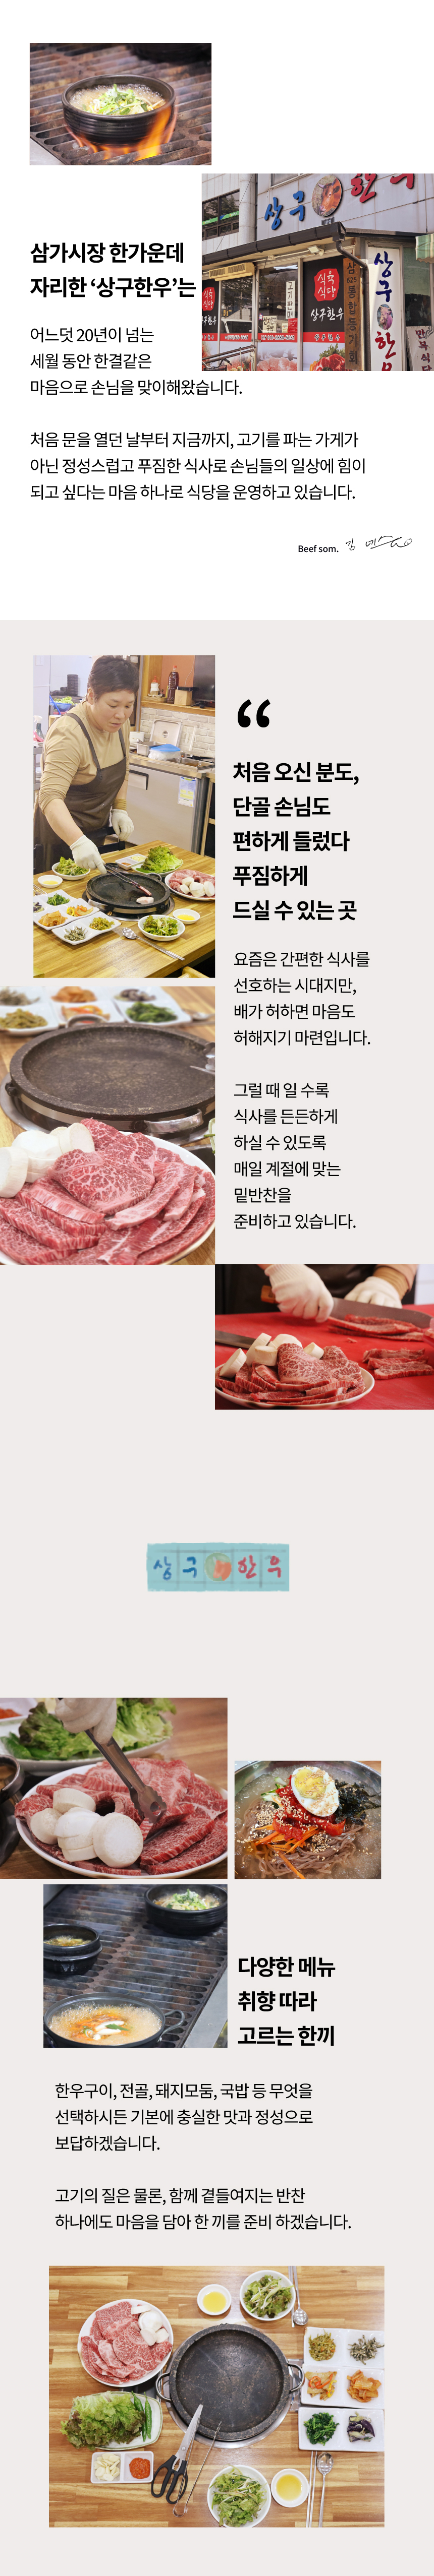 상구 한우
식육
식당
상구한우
상구한우
삼가시장 한가운데
자리한 ‘상구한우’는
어느덧 20년이 넘는
세월 동안 한결같은
마음으로 손님을 맞이해왔습니다.
처음 문을 열던 날부터 지금까지, 고기를 파는 가게가
아닌 정성스럽고 푸짐한 식사로 손님들의 일상에 힘이
되고 싶다는 마음 하나로 식당을 운영하고 있습니다.
Beef som.
“
처음 오신 분도,
단골 손님도
편하게 들렀다
푸짐하게
드실 수 있는 곳
요즘은 간편한 식사를
선호하는 시대지만,
배가 허하면 마음도
허해지기 마련입니다.
그럴 때 일 수록
식사를 든든하게
하실 수 있도록
매일 계절에 맞는
밑반찬을
준비하고 있습니다.
상구한우
다양한 메뉴
취향 따라
고르는 한끼
한우구이, 전골, 돼지모둠, 국밥 등 무엇을
선택하시든 기본에 충실한 맛과 정성으로
보답하겠습니다.
고기의 질은 물론, 함께 곁들여지는 반찬
하나에도 마음을 담아 한 끼를 준비 하겠습니다.